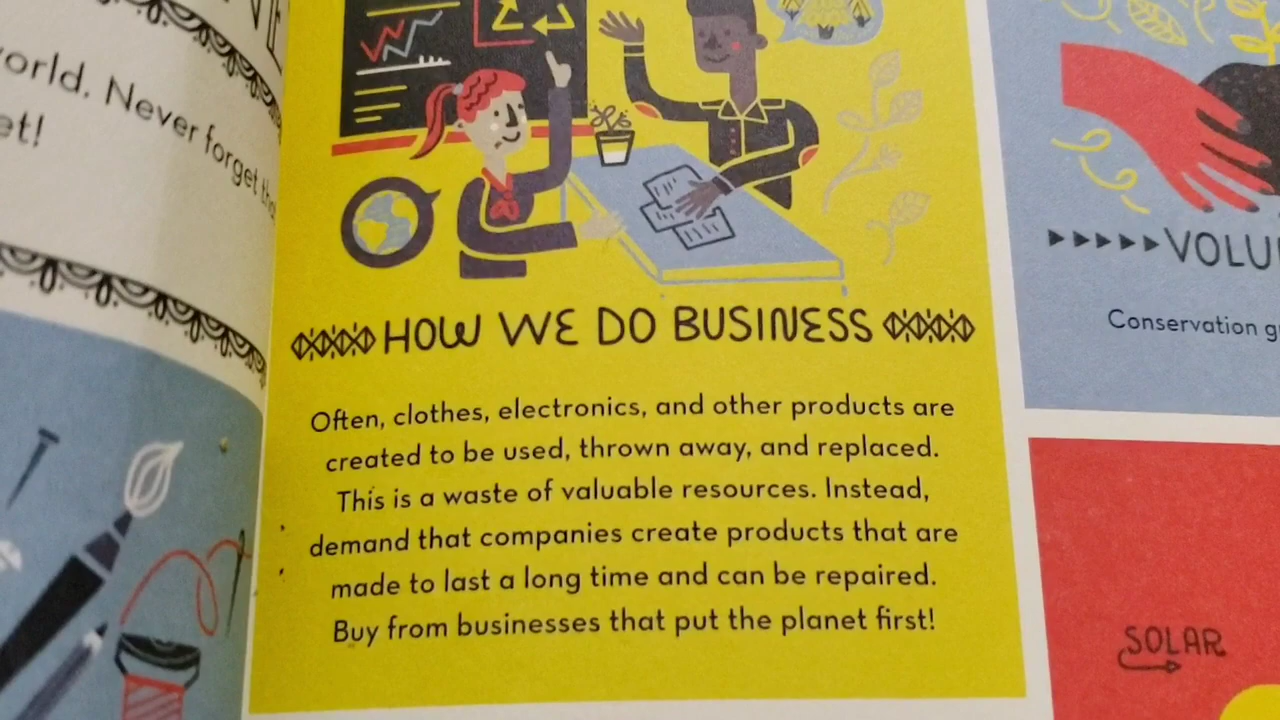 orld. Never forget tha
et!
HOW WE DO BUSINESS
Often, clothes, electronics, and other products are
created to be used, thrown away, and replaced.
This is a waste of valuable resources. Instead,
demand that companies create products that are
made to last a long time and can be repaired.
Buy from businesses that put the planet first!
VOLU
Conservation g
SOLAR